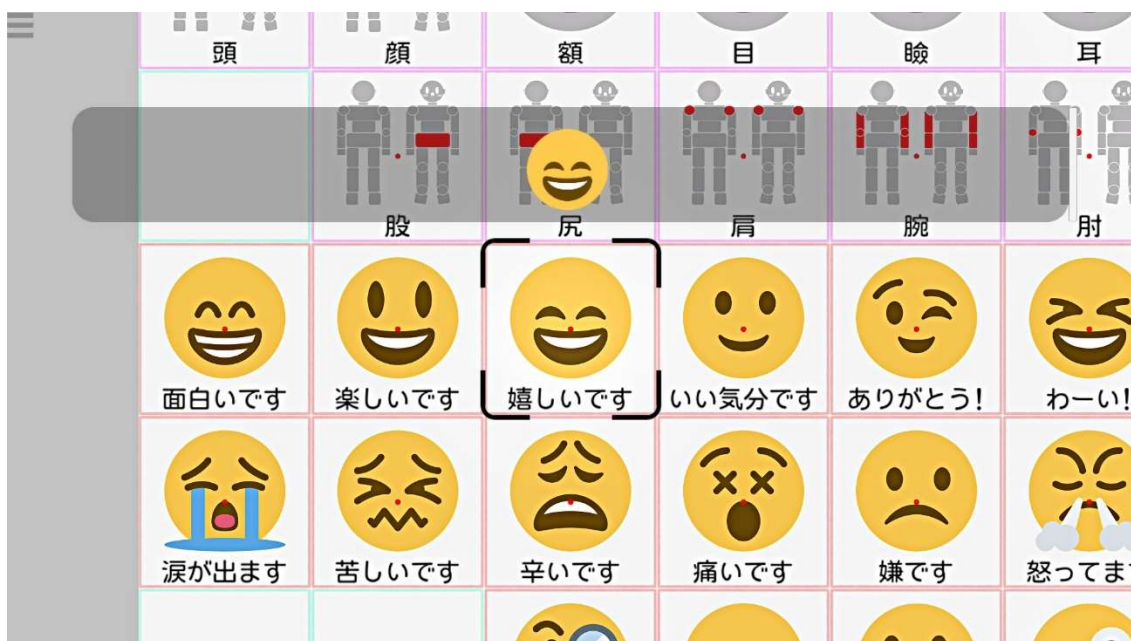 頭 顔 額 目 瞼 耳
股 尻 肩 腕 肘
面白いです 楽しいです 嬉しいです いい気分です ありがとう! わーい!
涙が出ます 苦しいです 辛いです 痛いです 嫌です 怒ってます